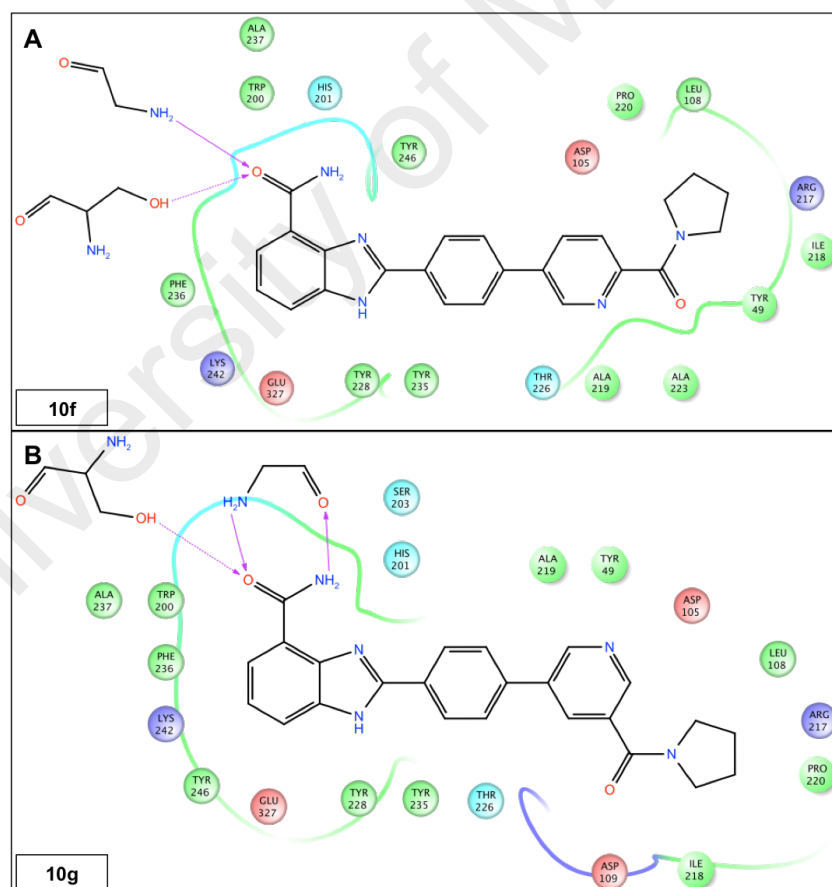 A
ALA
237
O
TRP
200
HIS
201
NH2
PRO
220
LEU
108
TYR
246
ASP
105
O
NH2
ARG
217
OH
O
NH2
N
N
ILE
218
PHE
236
N
H
N
O
TYR
49
LYS
242
GLU
327
TYR
228
TYR
235
THR
226
ALA
219
ALA
223
10f
B
NH2
O
OH
H2N
O
SER
203
HIS
201
ALA
219
TYR
49
ALA
237
TRP
200
O
NH2
ASP
105
PHE
236
N
N
LEU
108
LYS
242
N
H
ARG
217
TYR
246
O
N
PRO
220
GLU
327
TYR
228
TYR
235
THR
226
10g
ASP
109
ILE
218